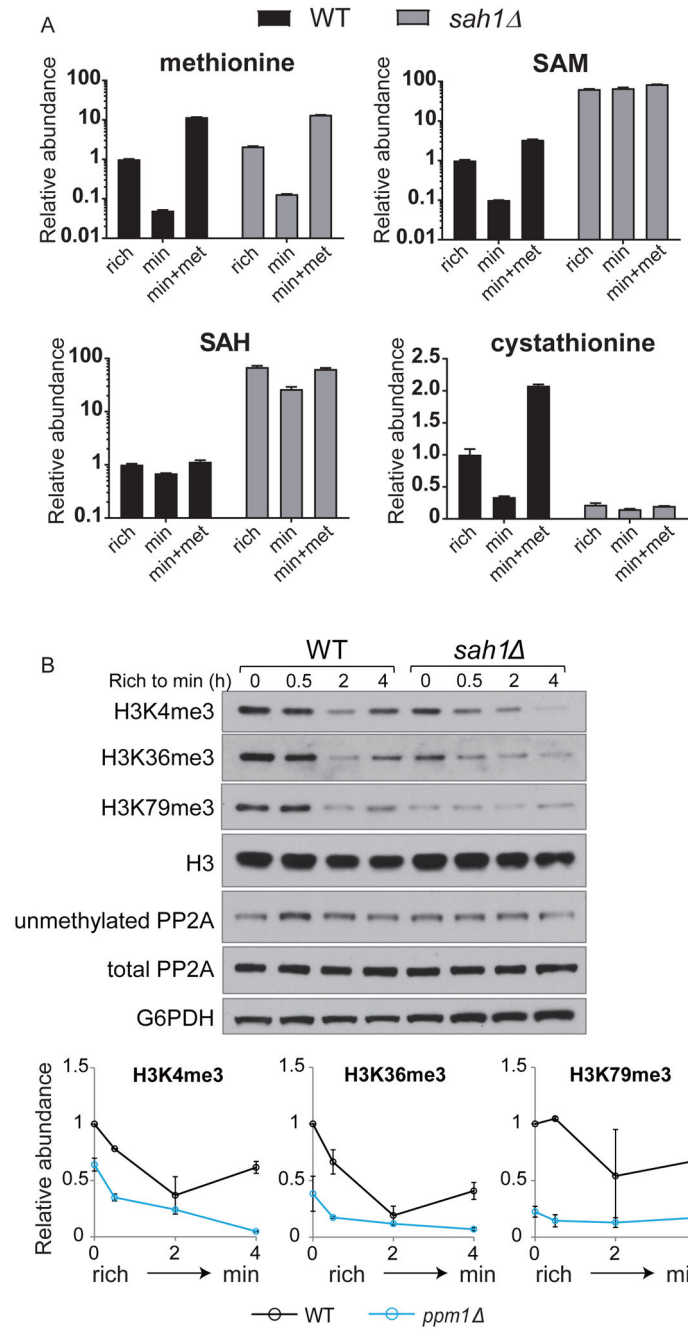 A
WT sah1Δ
methionine
Relative abundance
100
10
1
0.1
0.01
rich min min+met rich min min+met
SAM
Relative abundance
100
10
1
0.1
0.01
rich min min+met rich min min+met
SAH
Relative abundance
100
10
1
0.1
rich min min+met rich min min+met
cystathionine
Relative abundance
2.5
2.0
1.5
1.0
0.5
0
rich min min+met rich min min+met
B
WT sah1Δ
Rich to min (h) 0 0.5 2 4 0 0.5 2 4
H3K4me3
H3K36me3
H3K79me3
H3
unmethylated PP2A
total PP2A
G6PDH
Relative abundance
H3K4me3
1.5
1
0.5
0
0 2 4
rich min
H3K36me3
1.5
1
0.5
0
0 2 4
rich min
H3K79me3
1.5
1
0.5
0
0 2
rich mi
WT ppm1Δ